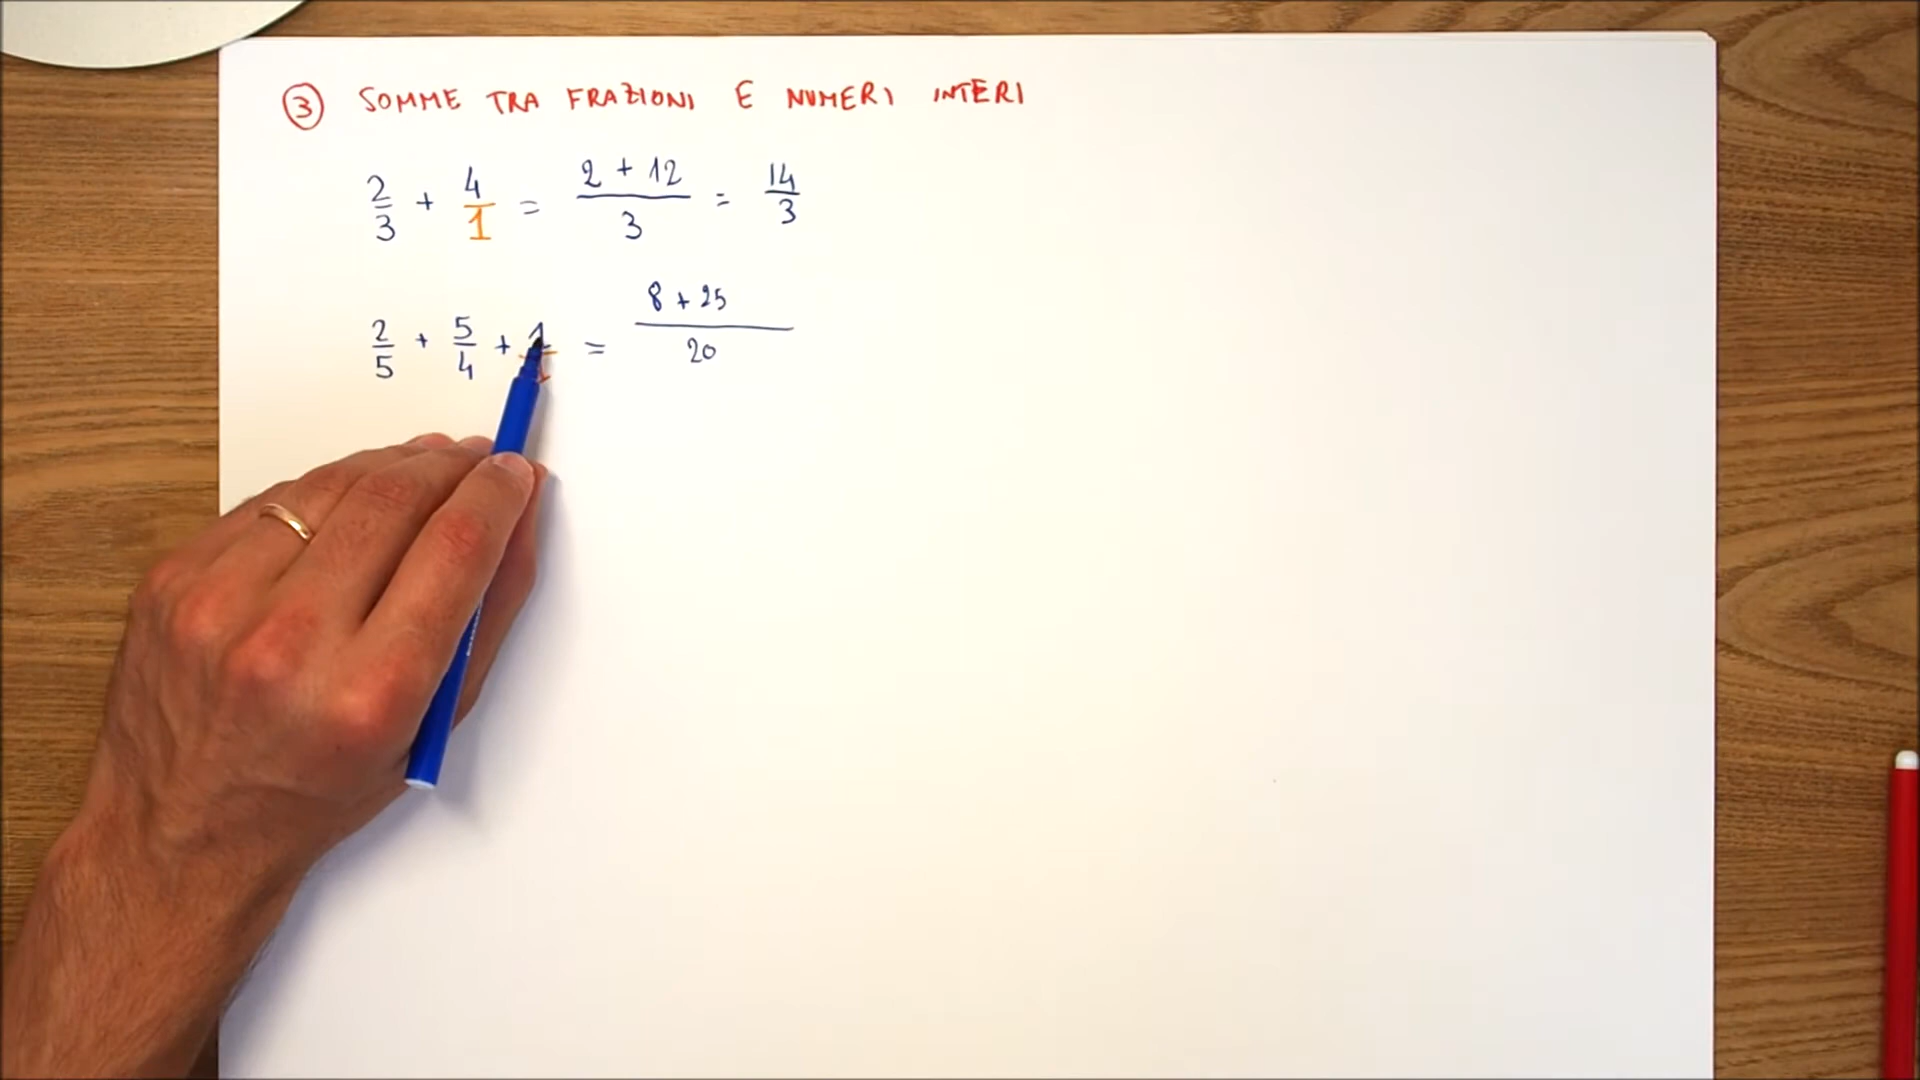 3 SOMME TRA FRAZIONI E NUMERI INTERI
2/3 + 4/1 = 2 + 12/3 = 14/3
2/5 + 5/4 + = 8 + 25/20